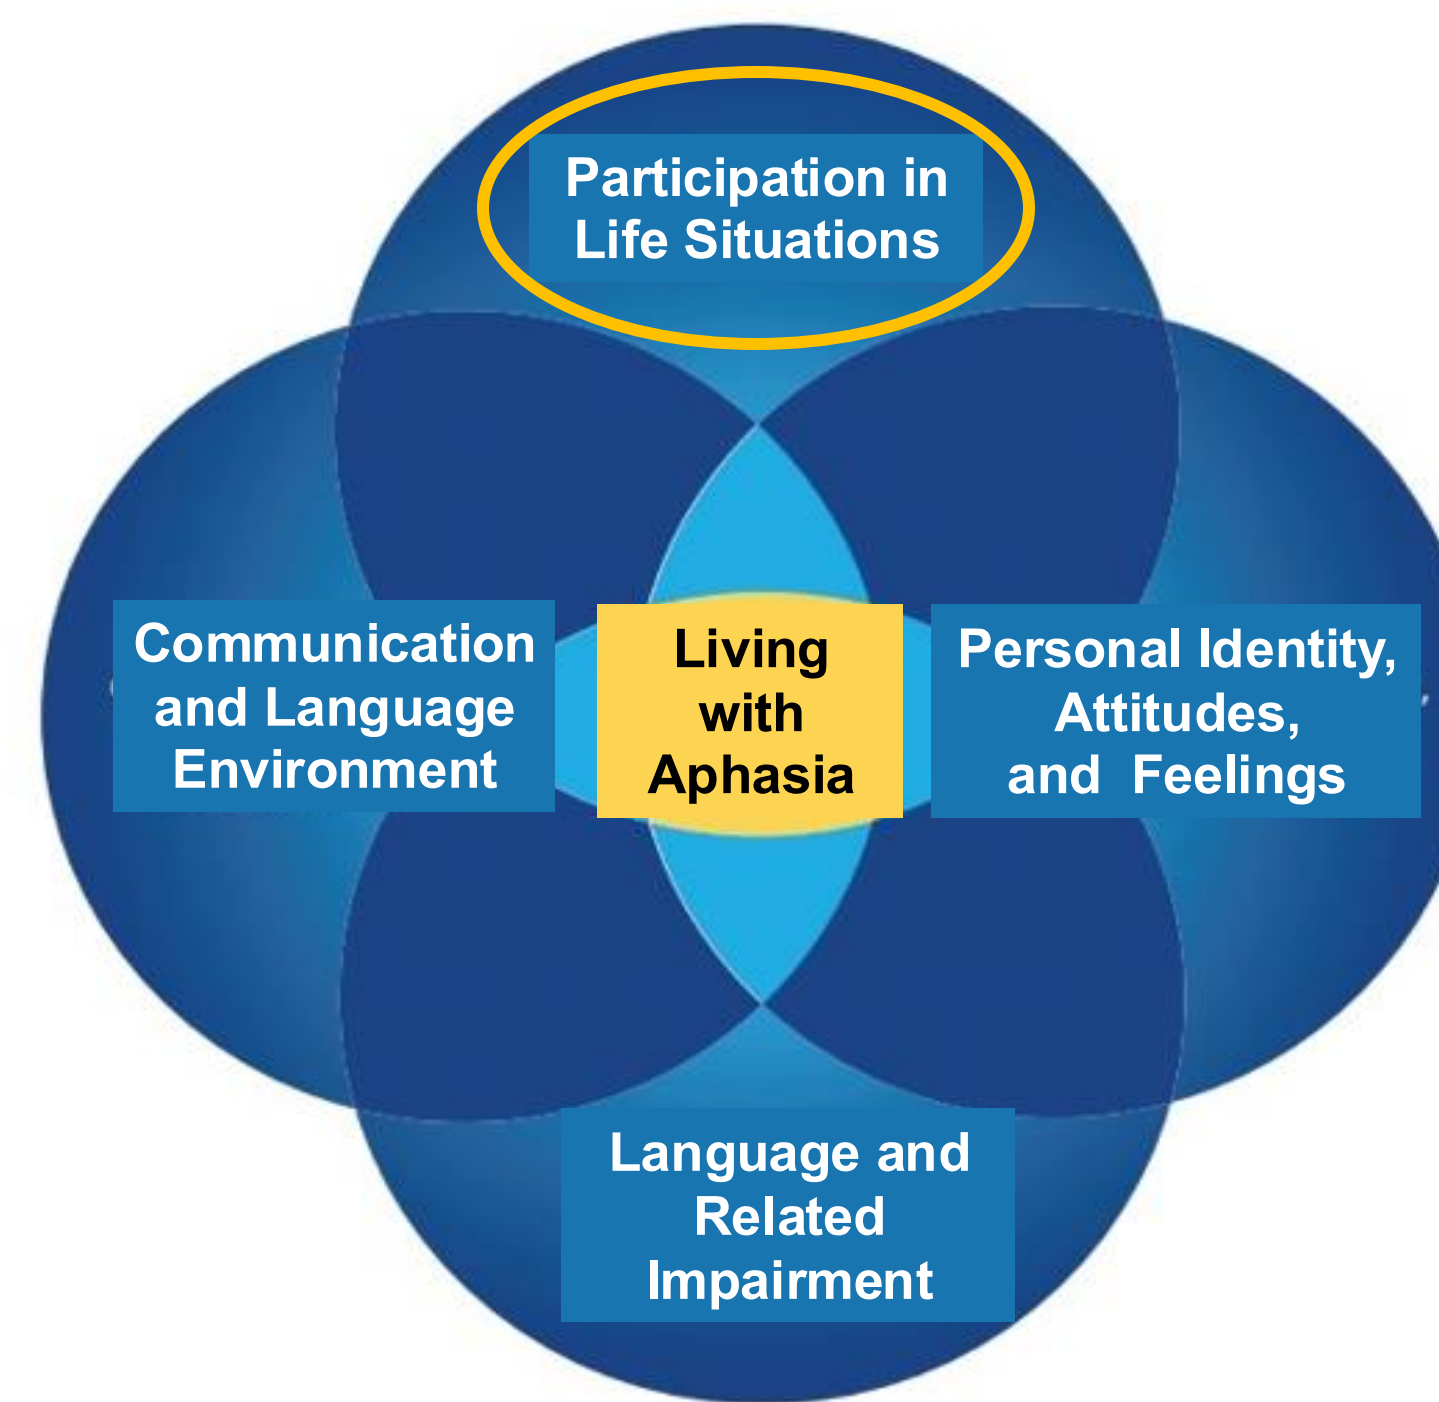 Participation in
Life Situations
Communication
and Language
Environment
Living
with
Aphasia
Personal Identity,
Attitudes,
and  Feelings
Language and
Related
Impairment